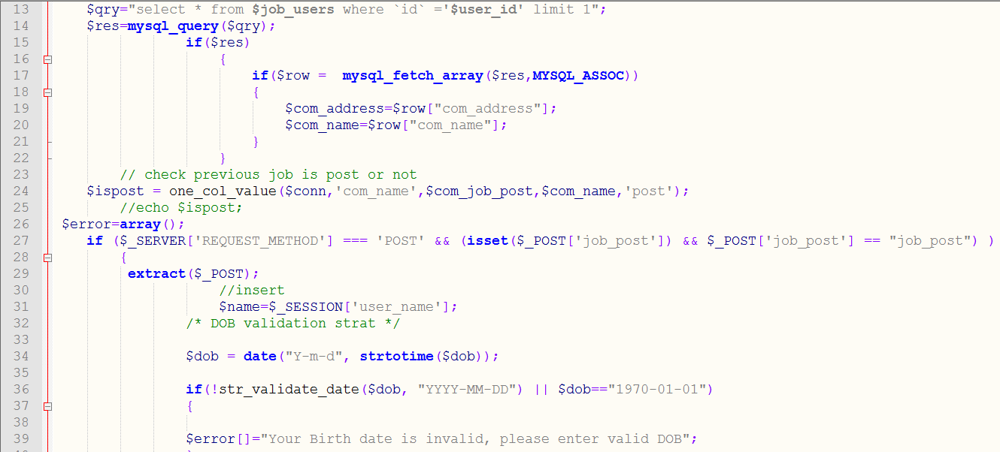 13 $qry="select * from $job_users where `id` ='$user_id' limit 1";
14 $res=mysql_query($qry);
15 if($res)
16 {
17 if($row =  mysql_fetch_array($res,MYSQL_ASSOC))
18 {
19 $com_address=$row["com_address"];
20 $com_name=$row["com_name"];
21 }
22 }
23 // check previous job is post or not
24 $ispost = one_col_value($conn,'com_name',$com_job_post,$com_name,'post');
25 //echo $ispost;
26 $error=array();
27 if ($_SERVER['REQUEST_METHOD'] === 'POST' && (isset($_POST['job_post']) && $_POST['job_post'] == "job_post") )
28 {
29 extract($_POST);
30 //insert
31 $name=$_SESSION['user_name'];
32 /* DOB validation strat */
33
34 $dob = date("Y-m-d", strtotime($dob));
35
36 if(!str_validate_date($dob, "YYYY-MM-DD") || $dob=="1970-01-01")
37 {
38
39 $error[]="Your Birth date is invalid, please enter valid DOB";